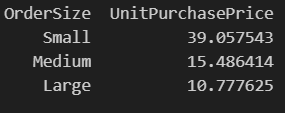 OrderSize UnitPurchasePrice
Small 39.057543
Medium 15.486414
Large 10.777625